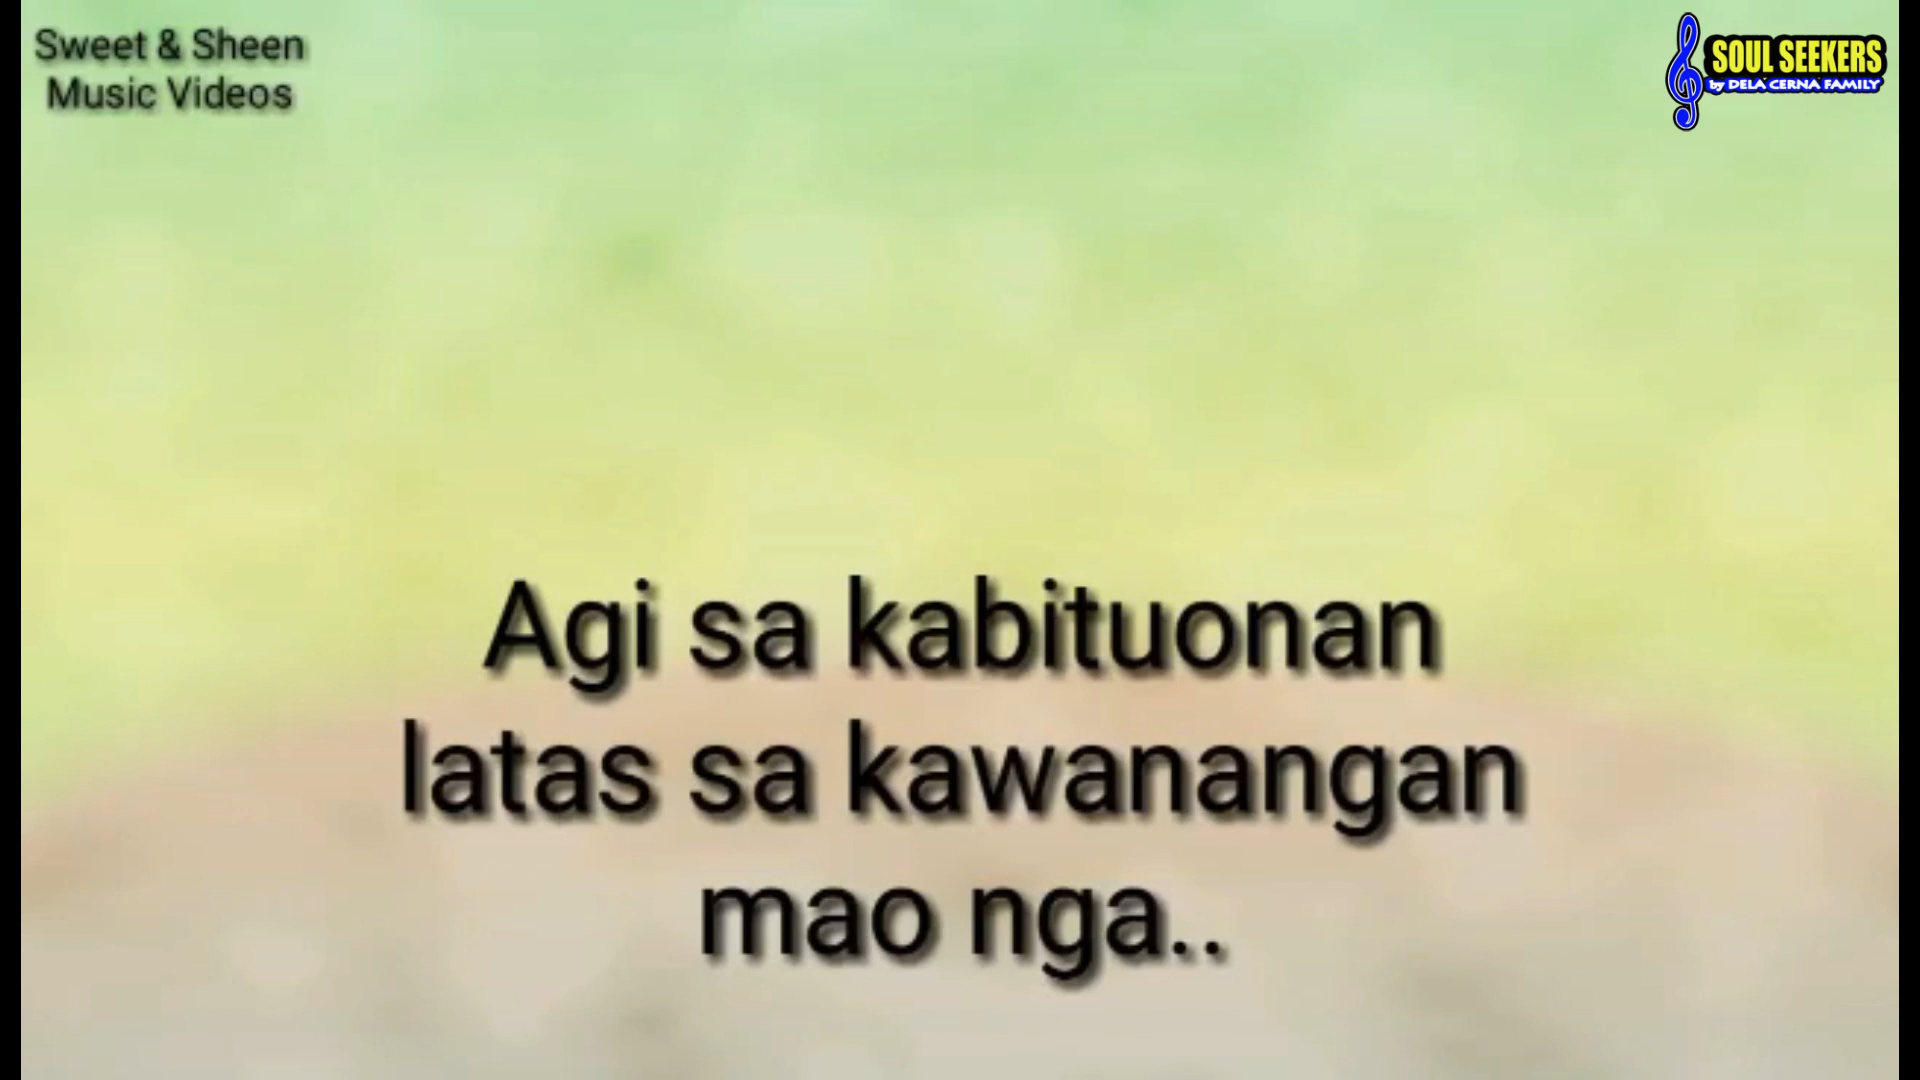 Sweet & Sheen
Music Videos
SOUL SEEKERS
by DELA CERNA FAMILY
Agi sa kabituonan
latas sa kawanangan
mao nga..